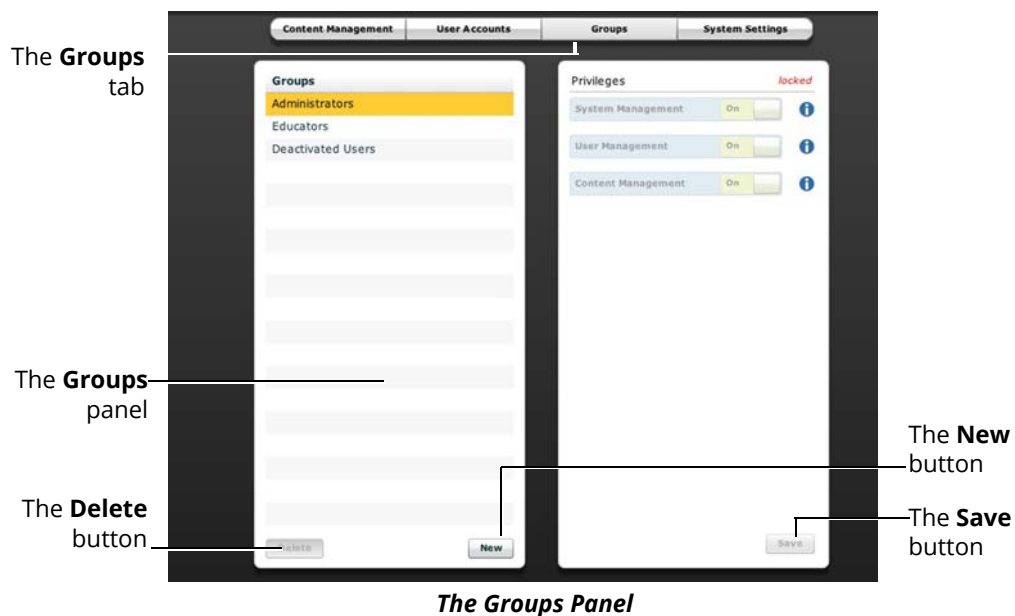 Content Management User Accounts Groups System Settings
The Groups
tab
Groups
Administrators
Educators
Deactivated Users
Privileges locked
System Management On
User Management On
Content Management On
The Groups
panel
The New
button
The Delete
button
The Save
button
Delete
New
Save
The Groups Panel